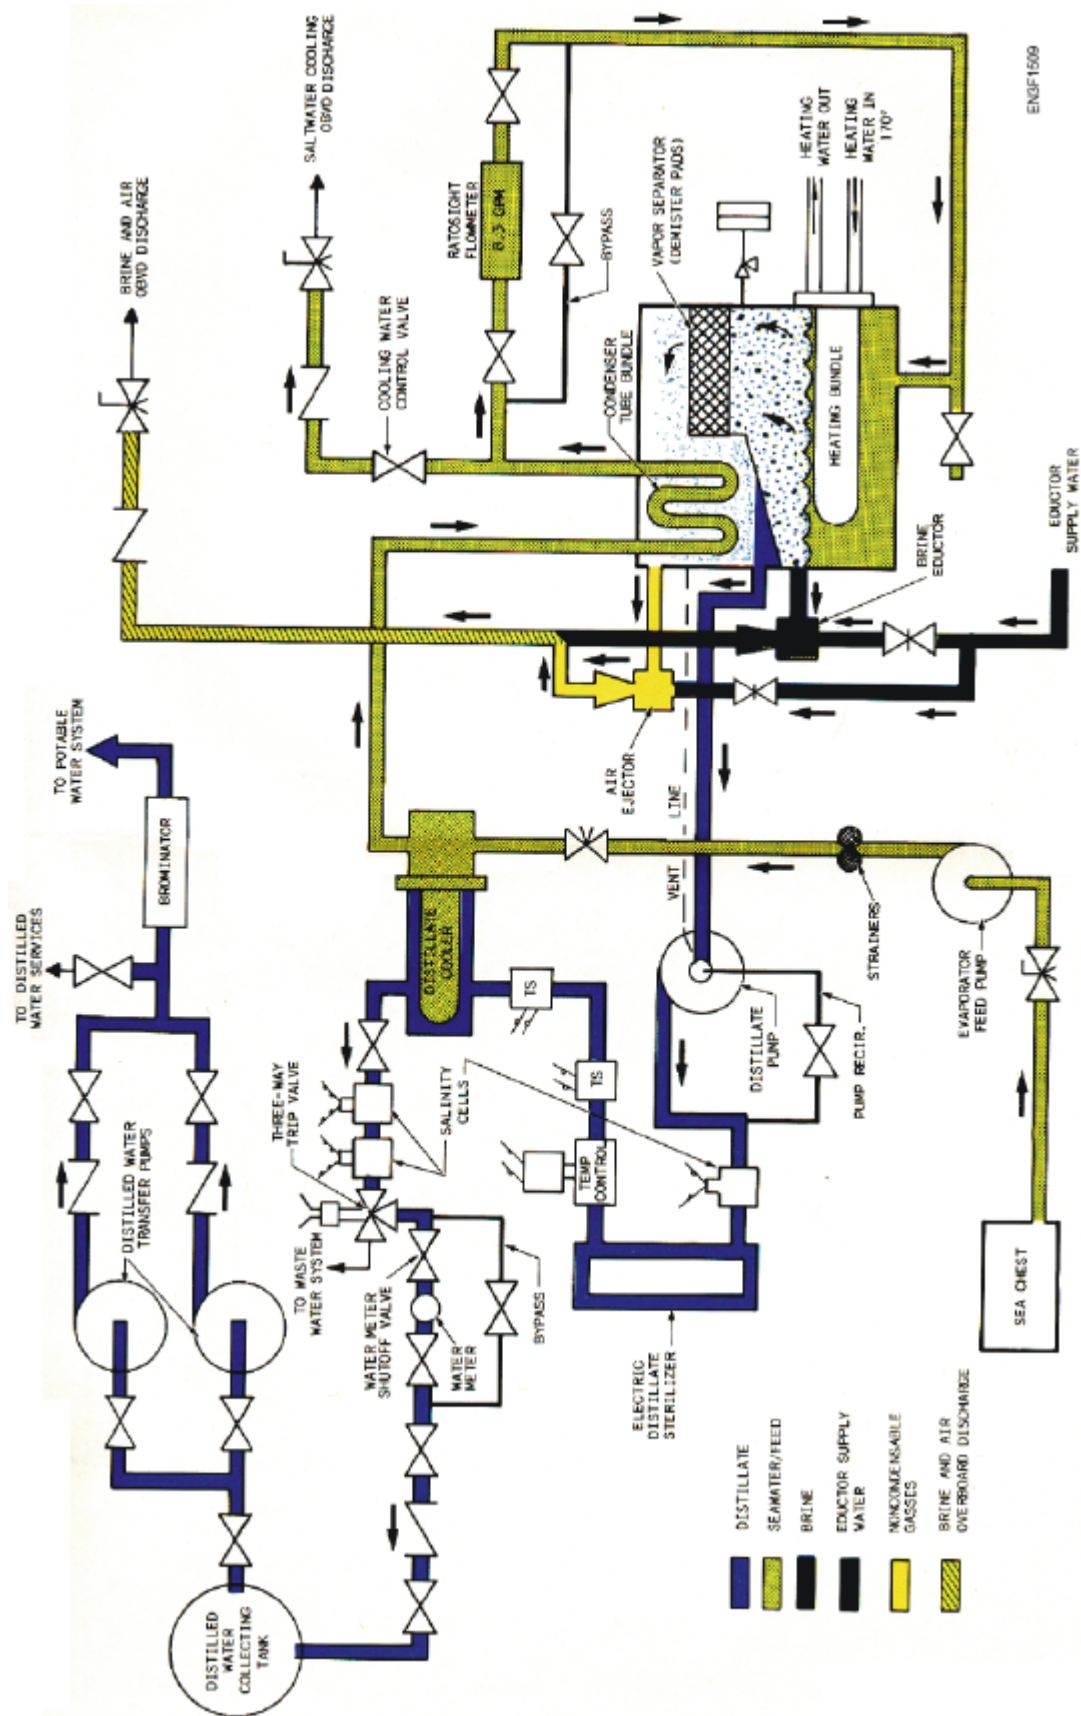 BRINE AND AIR
OBVD DISCHARGE
SALTWATER COOLING
OBVD DISCHARGE
EN3F1509
TO POTABLE
WATER SYSTEM
TO DISTILLED
WATER SERVICES
BROMINATOR
DISTILLED WATER
TRANSFER PUMPS
DISTILLED
WATER
COLLECTING
TANK
RATOSIGHT
FLOWMETER
8.3 GPM
COOLING WATER
CONTROL VALVE
BYPASS
CONDENSER
TUBE BUNDLE
VAPOR SEPARATOR
(DEMISTER PADS)
HEATING
WATER OUT
HEATING
WATER IN
170°
HEATING BUNDLE
BRINE
EDUCTOR
EDUCTOR
SUPPLY WATER
AIR
EJECTOR
VENT
LINE
DISTILLATE
COOLER
TS
TS
TEMP
CONTROL
THREE-WAY
TRIP VALVE
SALINITY
CELLS
TO WASTE
WATER SYSTEM
WATER METER
SHUTOFF VALVE
WATER
METER
BYPASS
DISTILLATE
PUMP
PUMP RECIR.
STRAINERS
EVAPORATOR
FEED PUMP
SEA CHEST
ELECTRIC
DISTILLATE
STERILIZER
DISTILLATE
SEAWATER/FEED
BRINE
EDUCTOR SUPPLY
WATER
NONCONDENSABLE
GASSES
BRINE AND AIR
OVERBOARD DISCHARGE